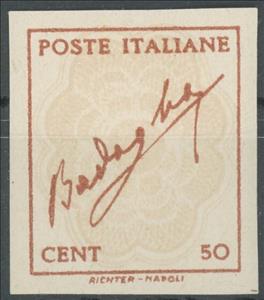 POSTE ITALIANE
Badoglio
CENT 50
RICHTER - NAPOLI